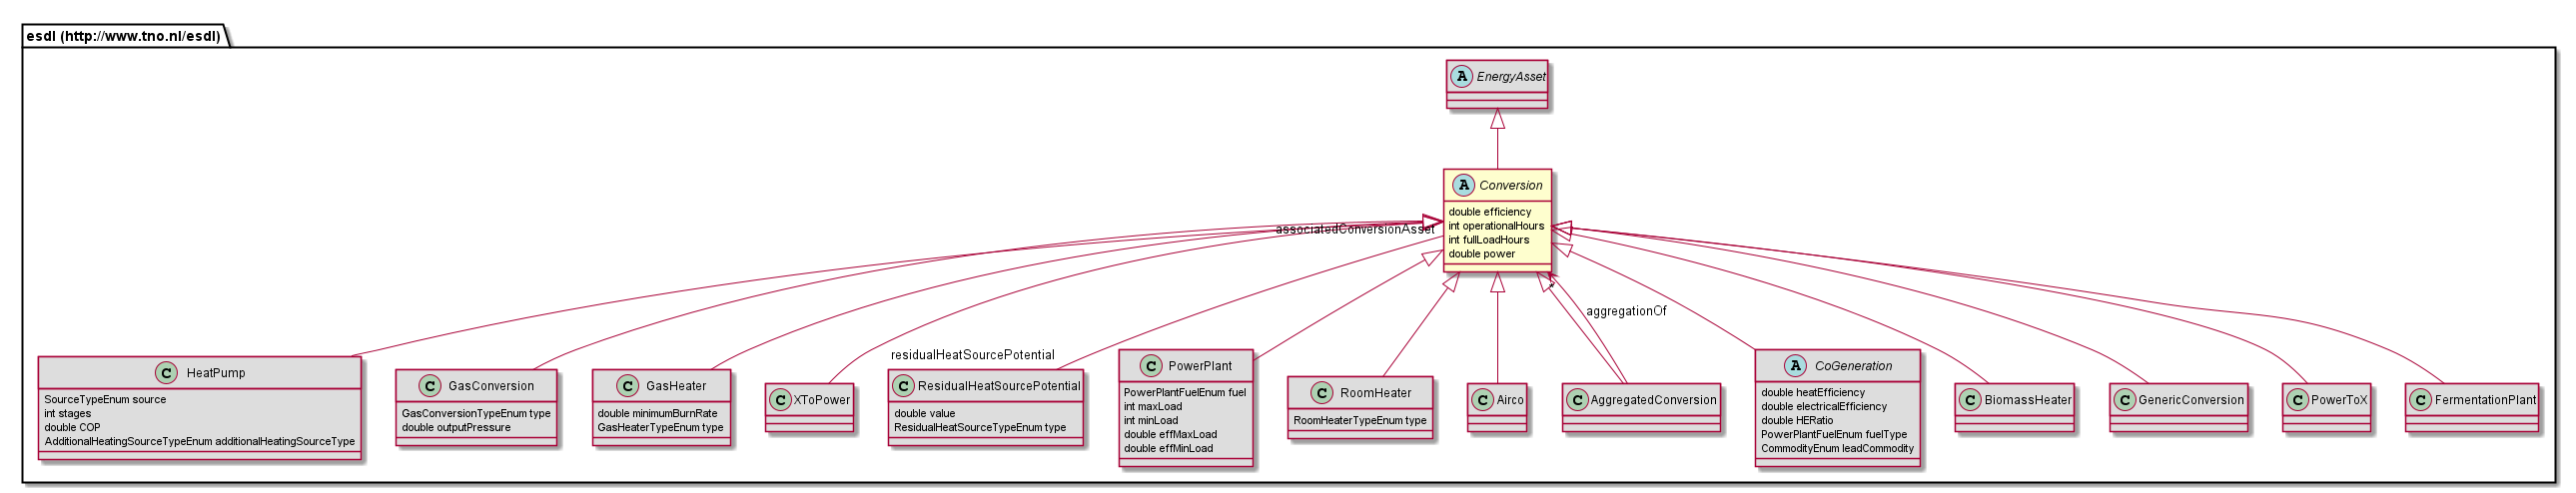 esdl (http://www.tno.nl/esdl)
A EnergyAsset
A Conversion
double efficiency
int operationalHours
int fullLoadHours
double power
associatedConversionAsset
*
aggregationOf
residualHeatSourcePotential
C HeatPump
SourceTypeEnum source
int stages
double COP
AdditionalHeatingSourceTypeEnum additionalHeatingSourceType
C GasConversion
GasConversionTypeEnum type
double outputPressure
C GasHeater
double minimumBurnRate
GasHeaterTypeEnum type
C XToPower
C ResidualHeatSourcePotential
double value
ResidualHeatSourceTypeEnum type
C PowerPlant
PowerPlantFuelEnum fuel
int maxLoad
int minLoad
double effMaxLoad
double effMinLoad
C RoomHeater
RoomHeaterTypeEnum type
C Airco
C AggregatedConversion
A CoGeneration
double heatEfficiency
double electricalEfficiency
double HERatio
PowerPlantFuelEnum fuelType
CommodityEnum leadCommodity
C BiomassHeater
C GenericConversion
C PowerToX
C FermentationPlant